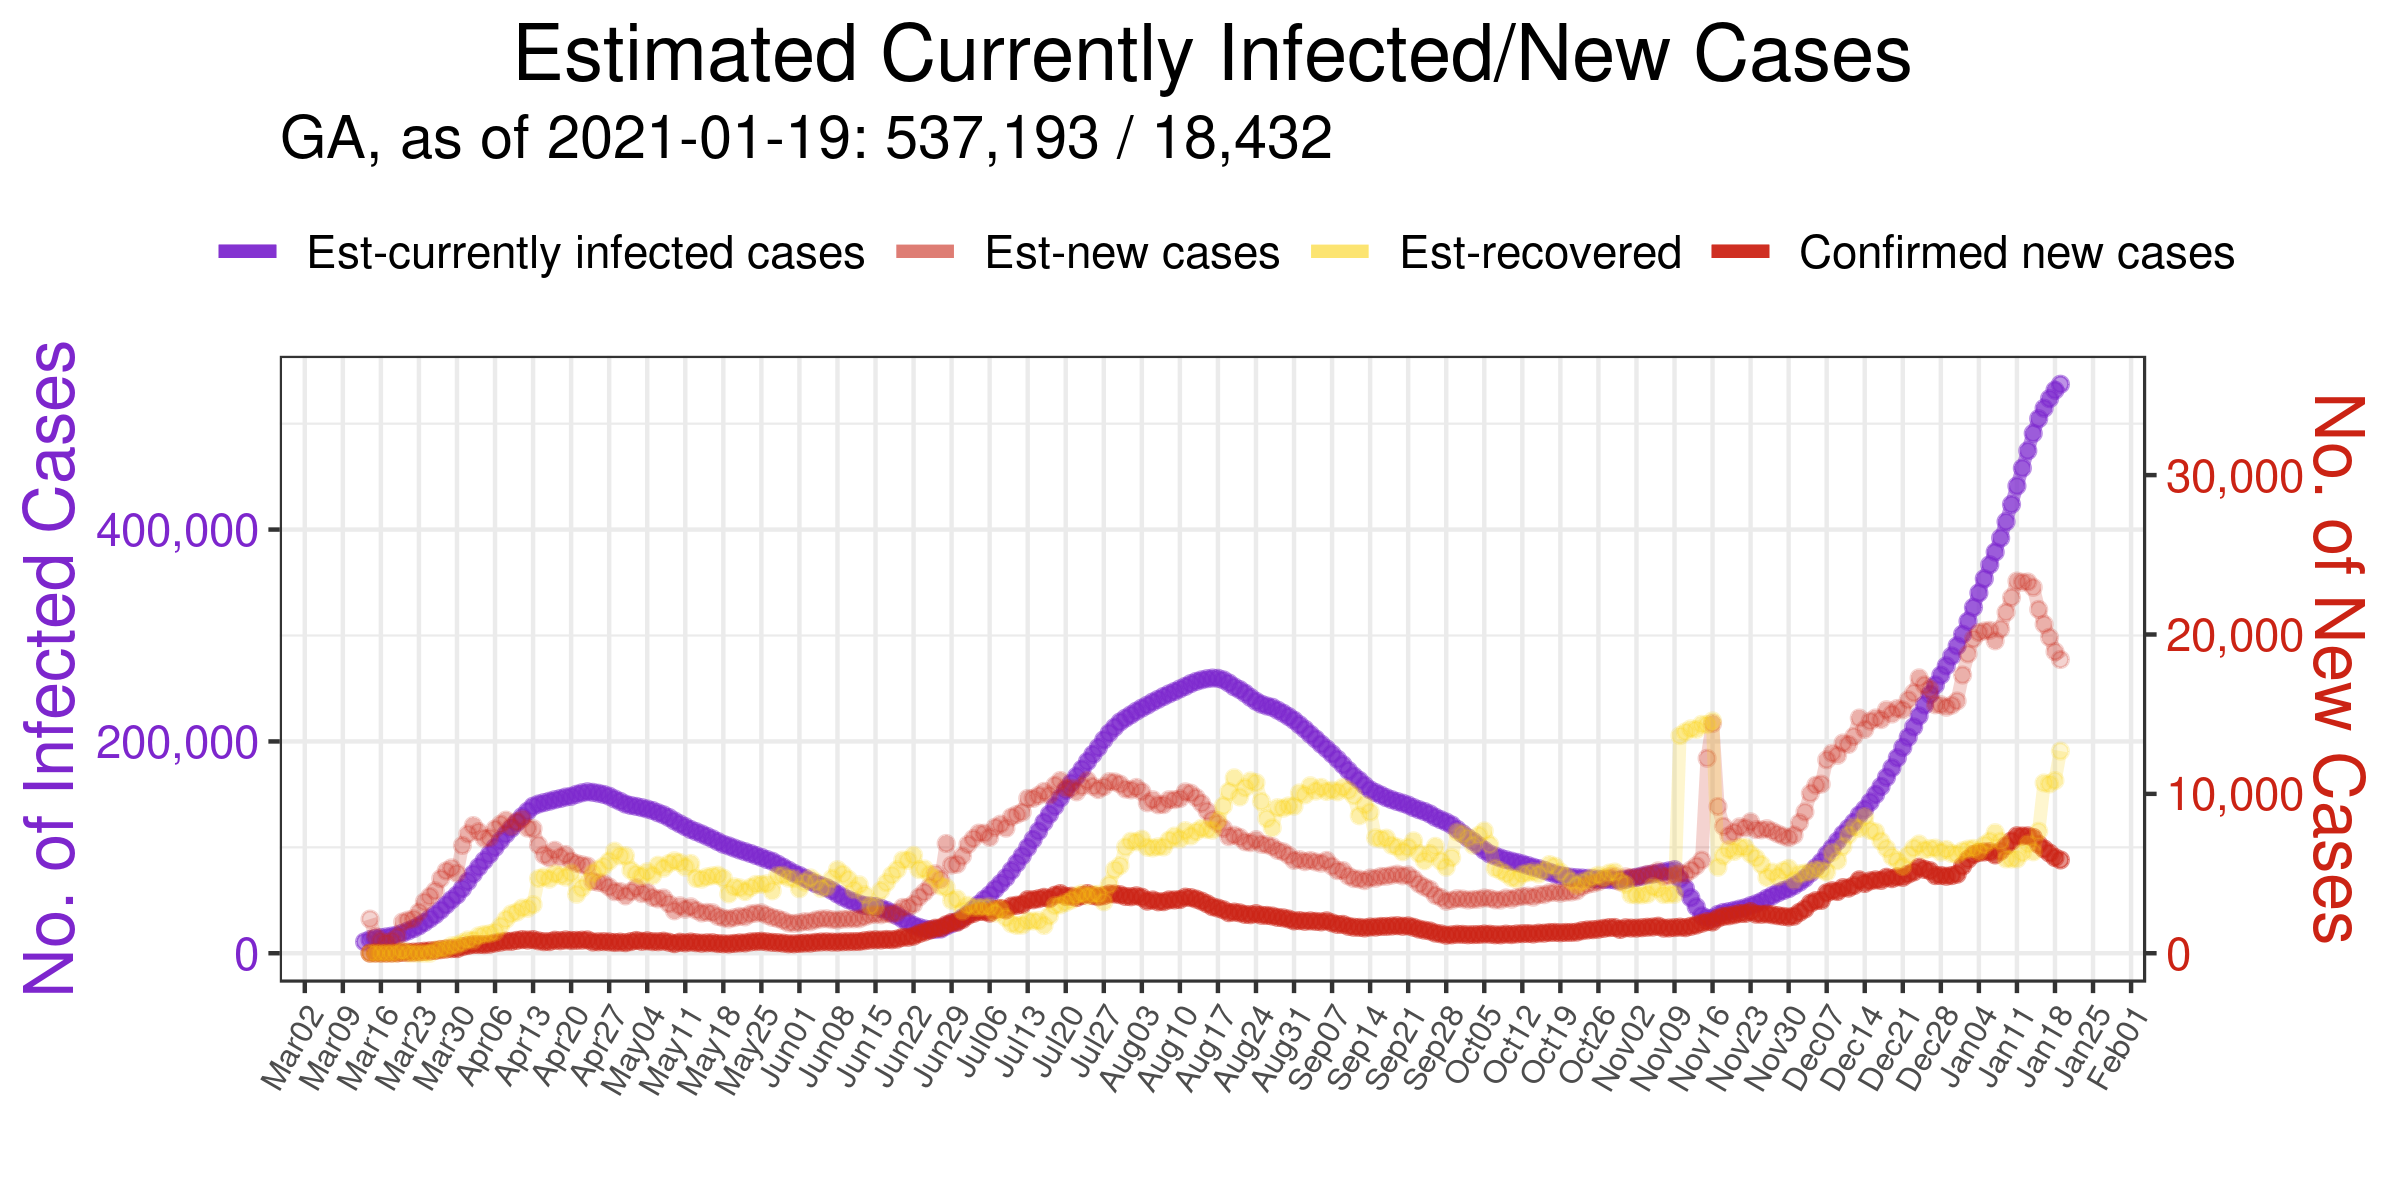 Estimated Currently Infected/New Cases
GA, as of 2021-01-19: 537,193 / 18,432
Est-currently infected cases Est-new cases Est-recovered Confirmed new cases
No. of Infected Cases
400,000
200,000
0
30,000
20,000
10,000
0
No. of New Cases
Mar02 Mar09 Mar16 Mar23 Mar30 Apr06 Apr13 Apr20 Apr27 May04 May11 May18 May25 Jun01 Jun08 Jun15 Jun22 Jun29 Jul06 Jul13 Jul20 Jul27 Aug03 Aug10 Aug17 Aug24 Aug31 Sep07 Sep14 Sep21 Sep28 Oct05 Oct12 Oct19 Oct26 Nov02 Nov09 Nov16 Nov23 Nov30 Dec07 Dec14 Dec21 Dec28 Jan04 Jan11 Jan18 Jan25 Feb01